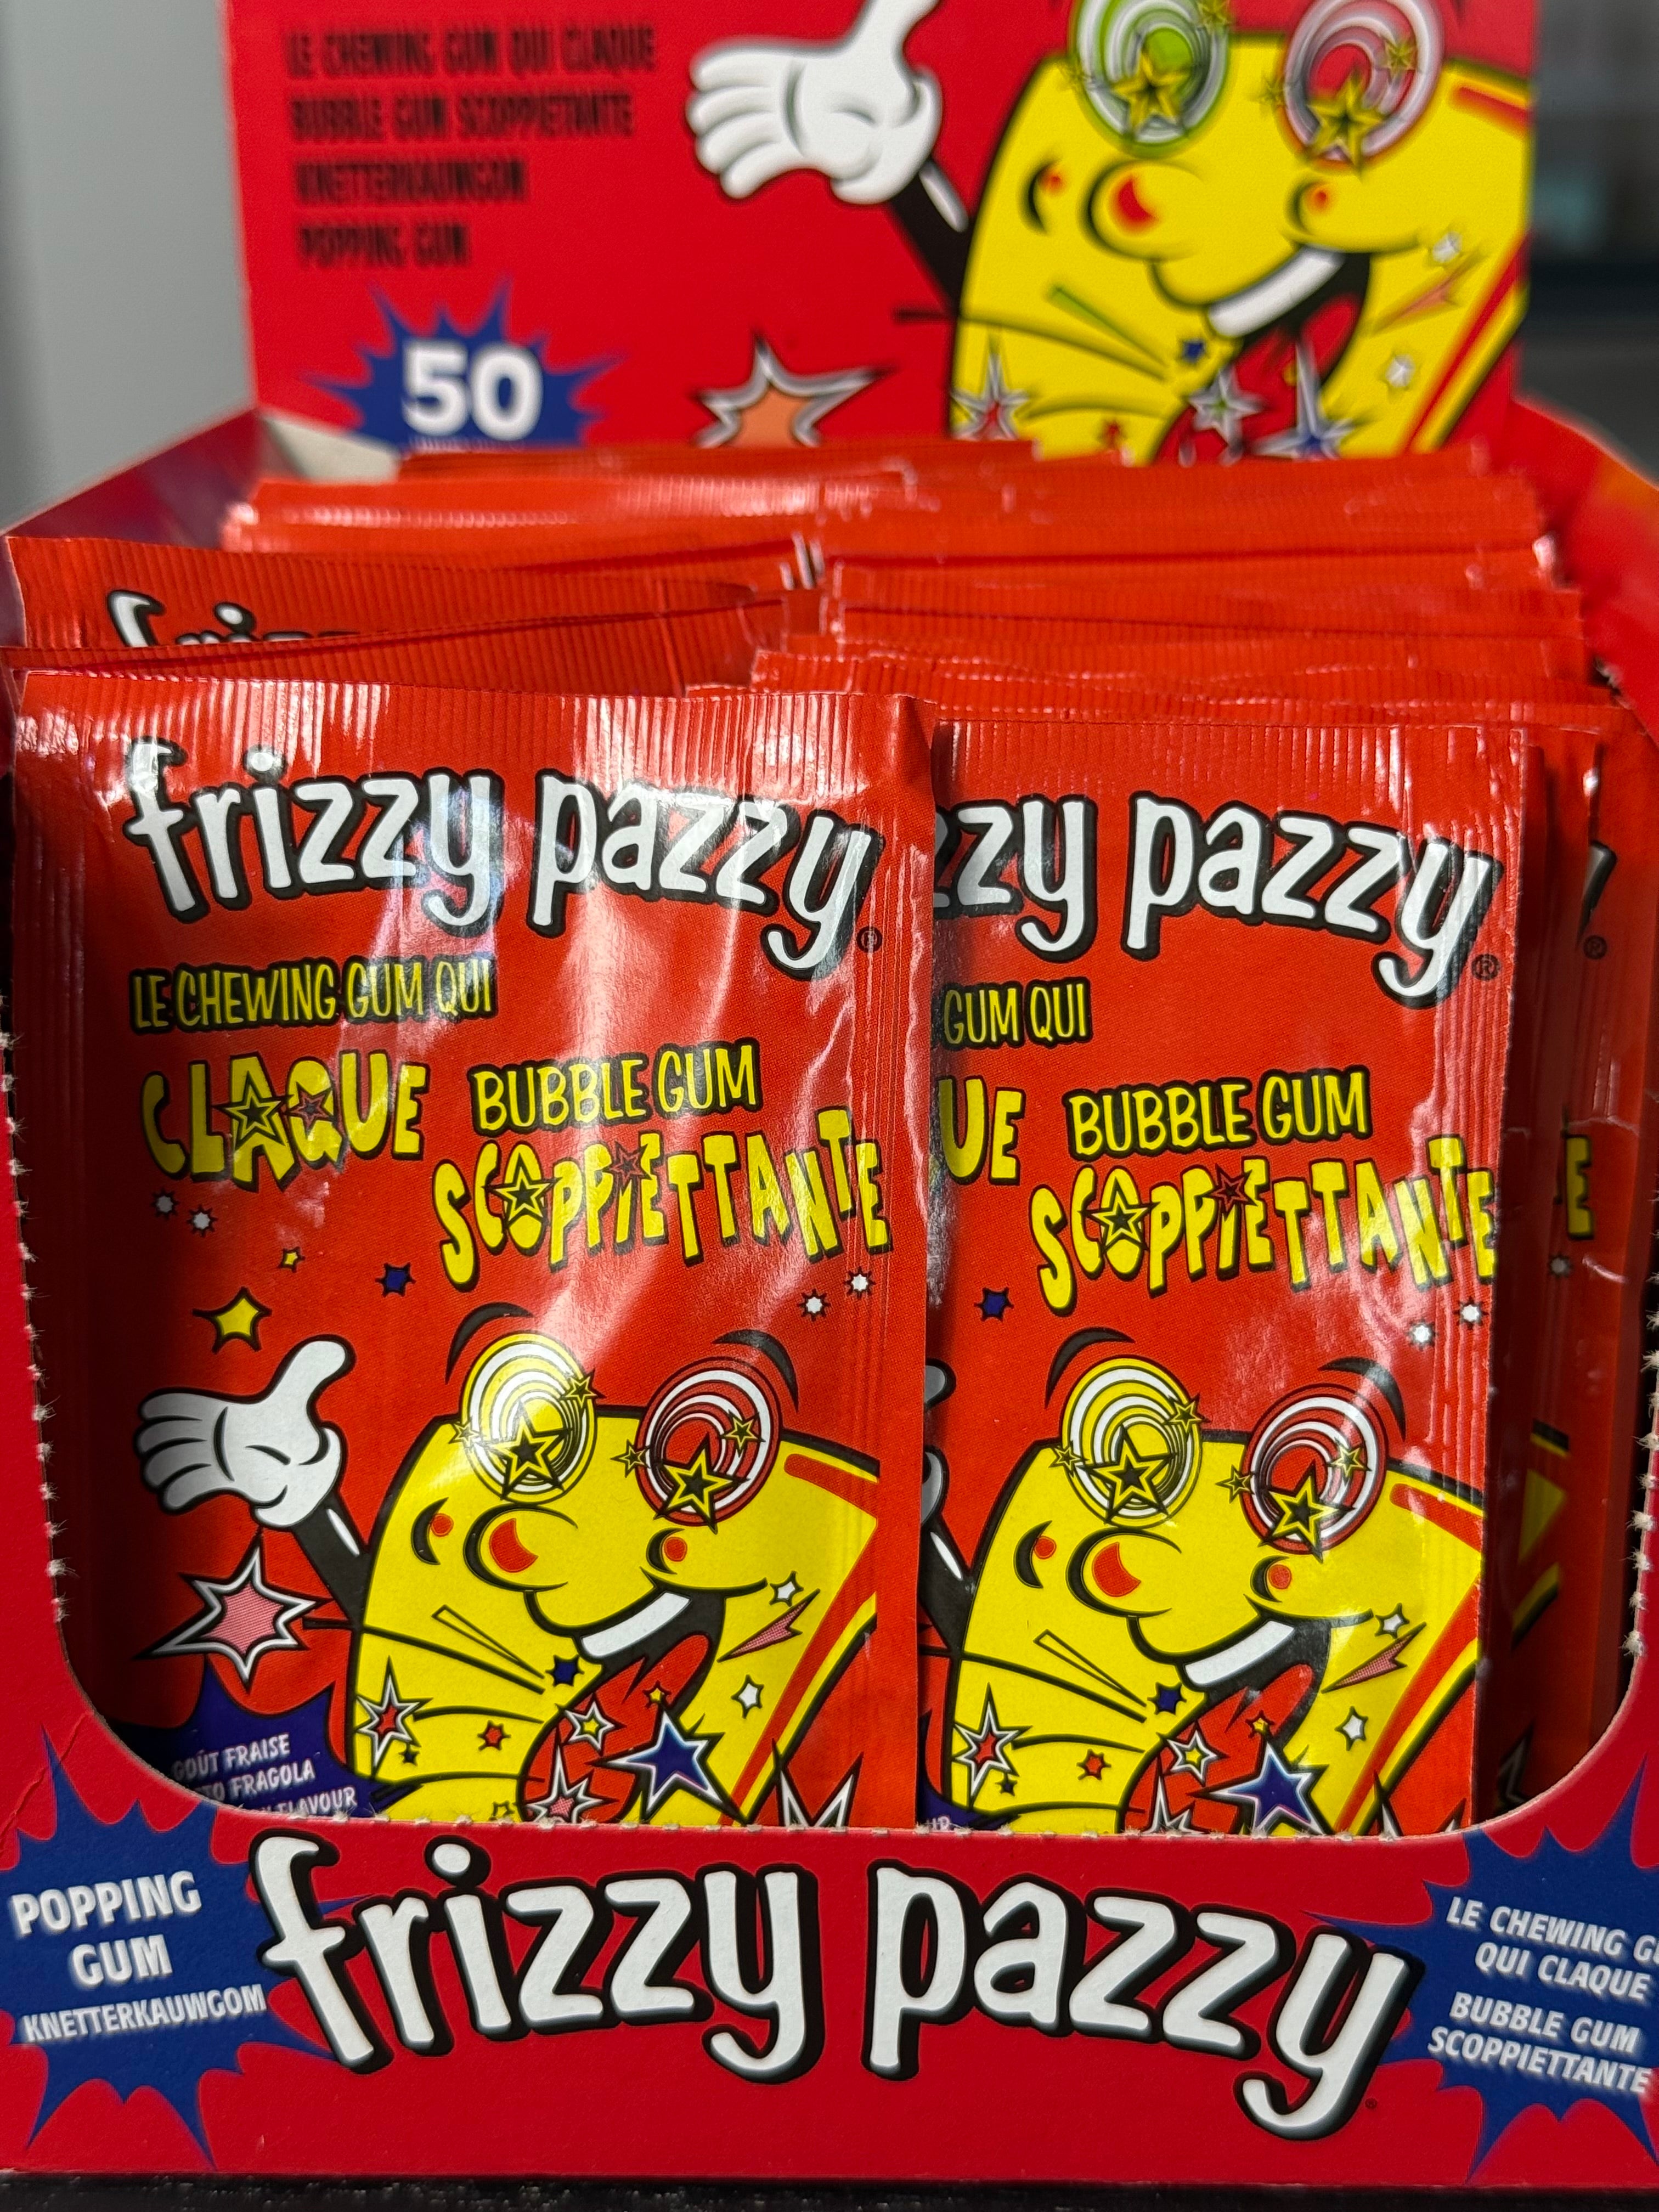 LE CHEWING GUM QUI CLAQUE
BUBBLE GUM SCOPPIETTANTE
KNETTERKAUWGOM
POPPING GUM
50
frizzy pazzy®
LE CHEWING GUM QUI
CLAQUE
BUBBLE GUM
SCOPPIETTANTE
GOÛT FRAISE
FRAGOLA
FLAVOUR
zzy pazzy®
GUM QUI
UE
BUBBLE GUM
SCOPPIETTANTE
POPPING
GUM
KNETTERKAUWGOM
frizzy pazzy
LE CHEWING
QUI CLAQUE
BUBBLE GUM
SCOPPIETTANTE